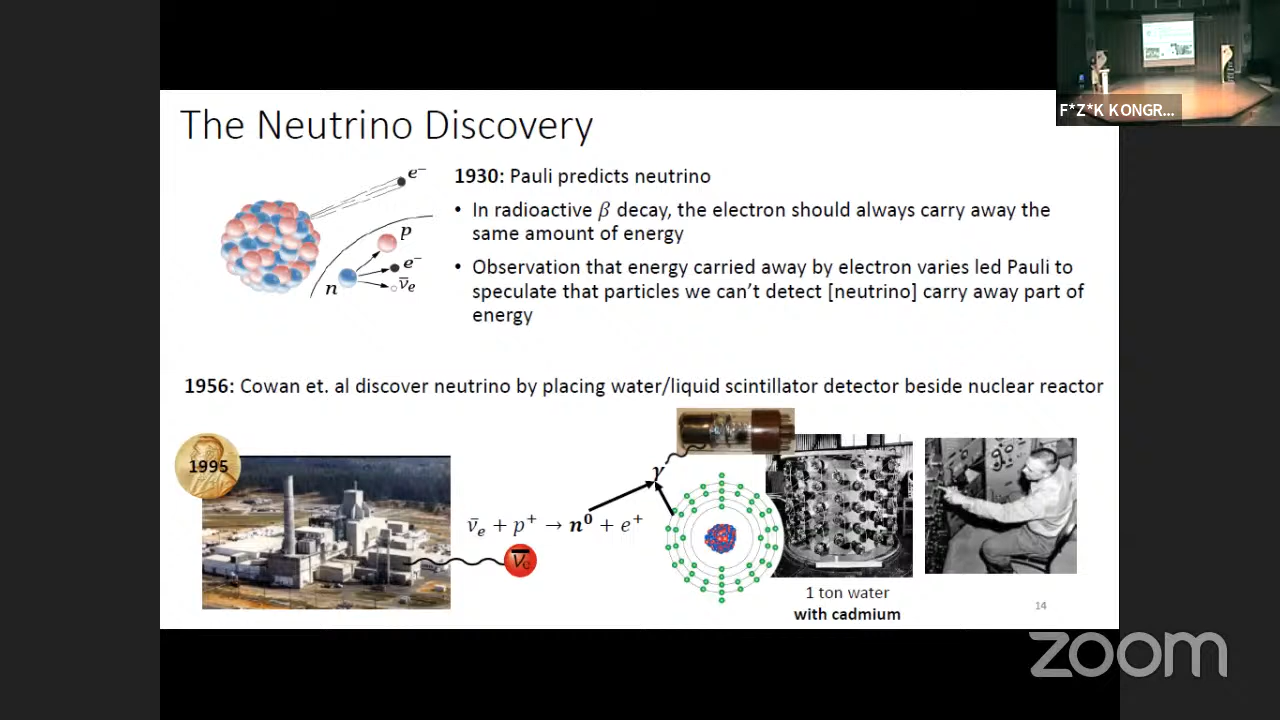 F*Z*K KONGR...
The Neutrino Discovery
e⁻
p
e⁻
n
ν̄ₑ
1930: Pauli predicts neutrino
• In radioactive β decay, the electron should always carry away the
same amount of energy
• Observation that energy carried away by electron varies led Pauli to
speculate that particles we can't detect [neutrino] carry away part of
energy
1956: Cowan et. al discover neutrino by placing water/liquid scintillator detector beside nuclear reactor
1995
γ
ν̄ₑ + p⁺ → n⁰ + e⁺
ν̄ₑ
1 ton water
with cadmium
14
zoom